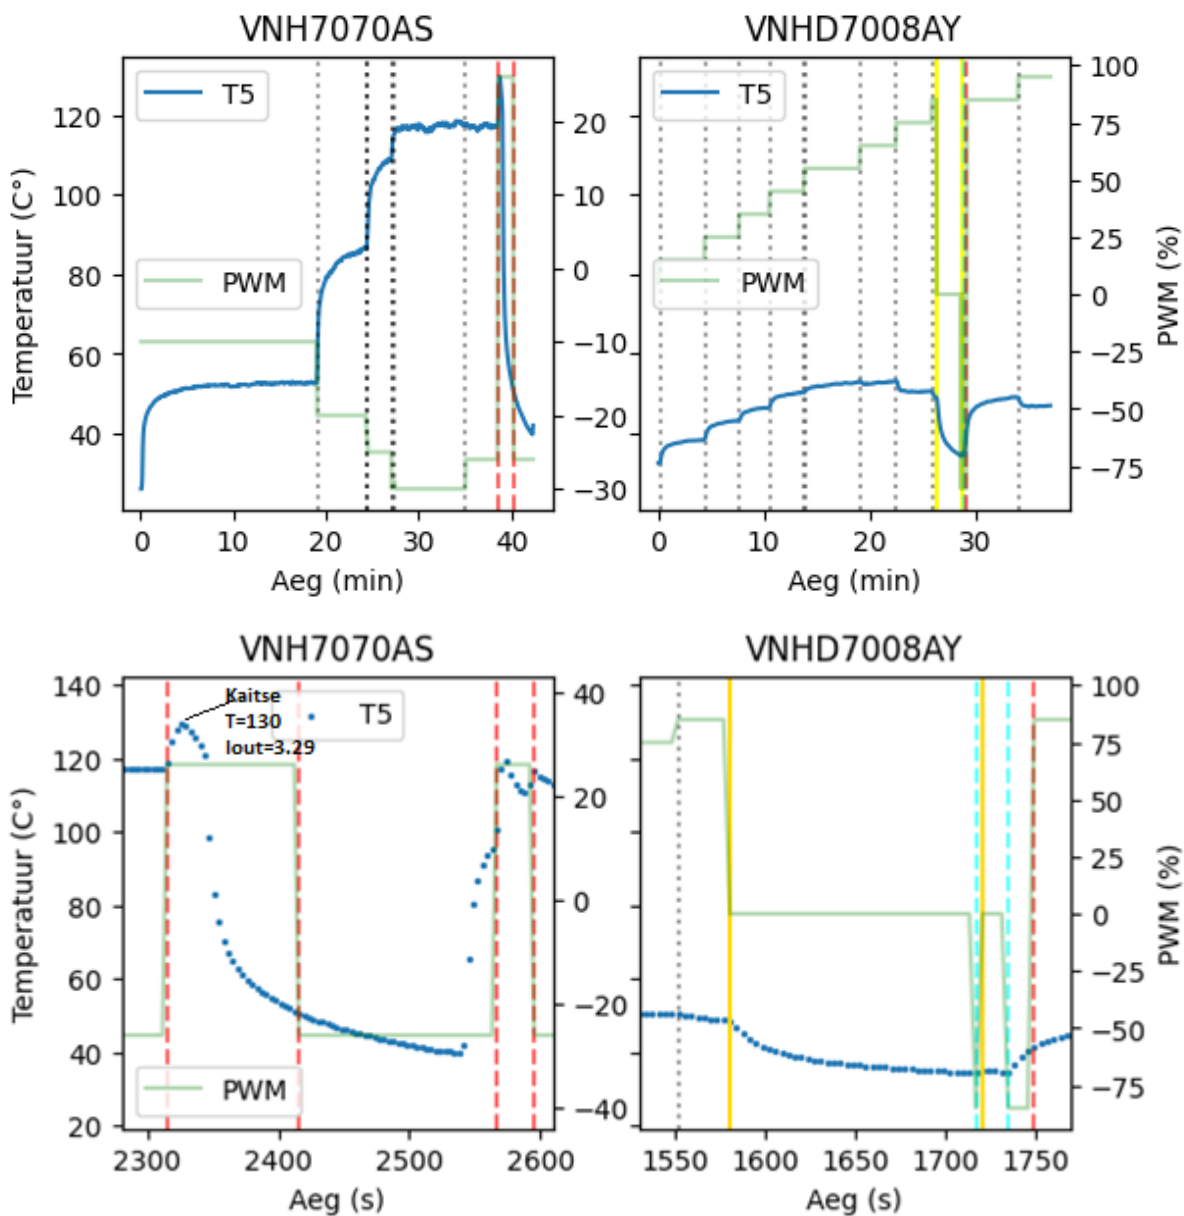 VNH7070AS
VNHD7008AY
T5
T5
PWM
PWM
Temperatuur (C°)
120
100
80
60
40
20
10
0
−10
−20
−30
100
75
50
25
0
−25
−50
−75
PWM (%)
0
20
40
Aeg (min)
0
10
20
30
Aeg (min)
VNH7070AS
VNHD7008AY
Kaitse
T=130
Iout=3.29
T5
PWM
Temperatuur (C°)
140
120
100
80
60
40
20
40
20
0
−20
−40
100
75
50
25
0
−25
−50
−75
PWM (%)
2300
2400
2500
2600
Aeg (s)
1550
1600
1650
1700
1750
Aeg (s)